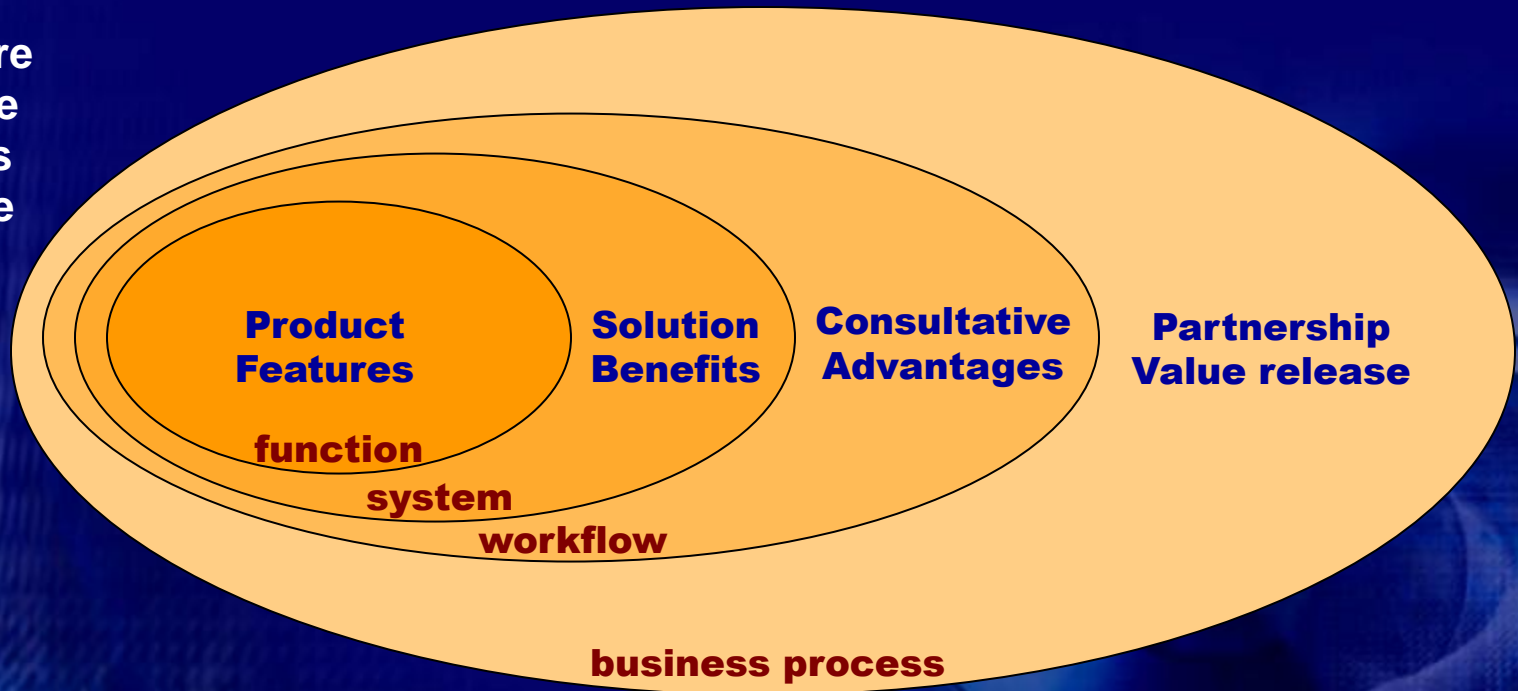 Product
Features
Solution
Benefits
Consultative
Advantages
Partnership
Value release
function
system
workflow
business process